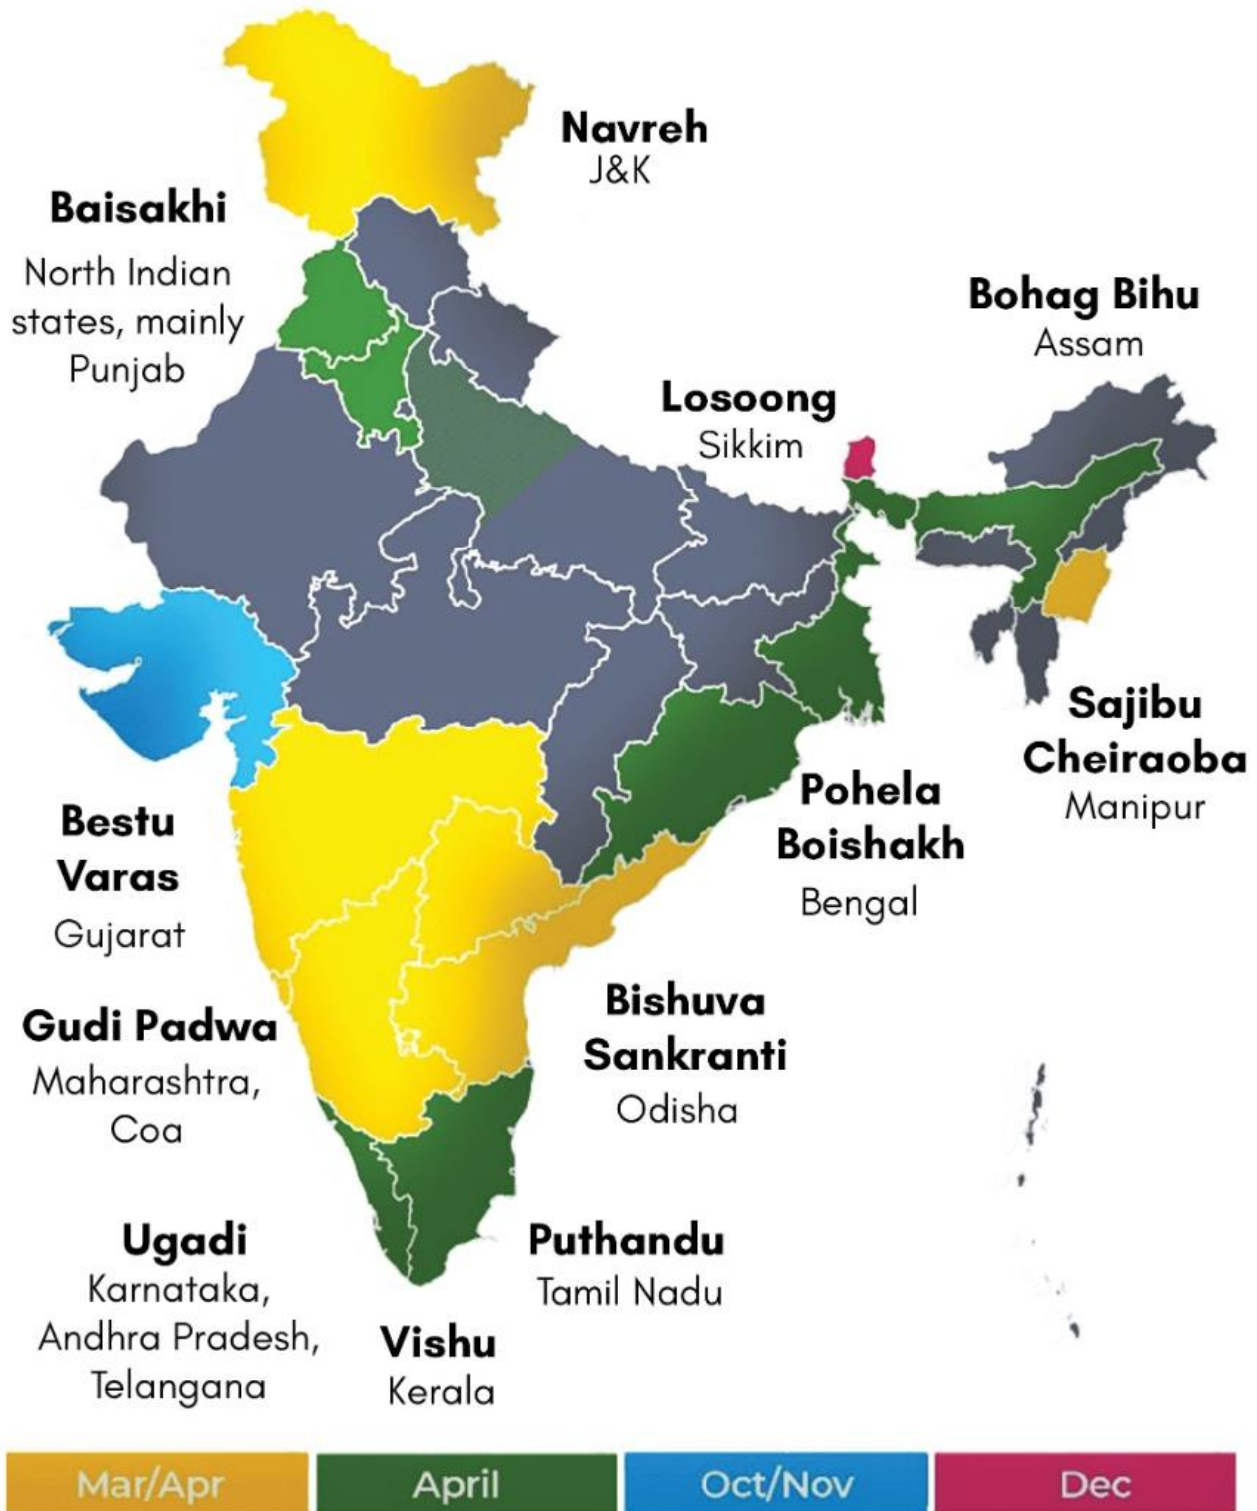 Navreh
J&K
Baisakhi
North Indian
states, mainly
Punjab
Bohag Bihu
Assam
Losoong
Sikkim
Sajibu
Cheiraoba
Manipur
Pohela
Boishakh
Bengal
Bestu
Varas
Gujarat
Bishuva
Sankranti
Odisha
Gudi Padwa
Maharashtra,
Coa
Ugadi
Karnataka,
Andhra Pradesh,
Telangana
Puthandu
Tamil Nadu
Vishu
Kerala
Mar/Apr
April
Oct/Nov
Dec